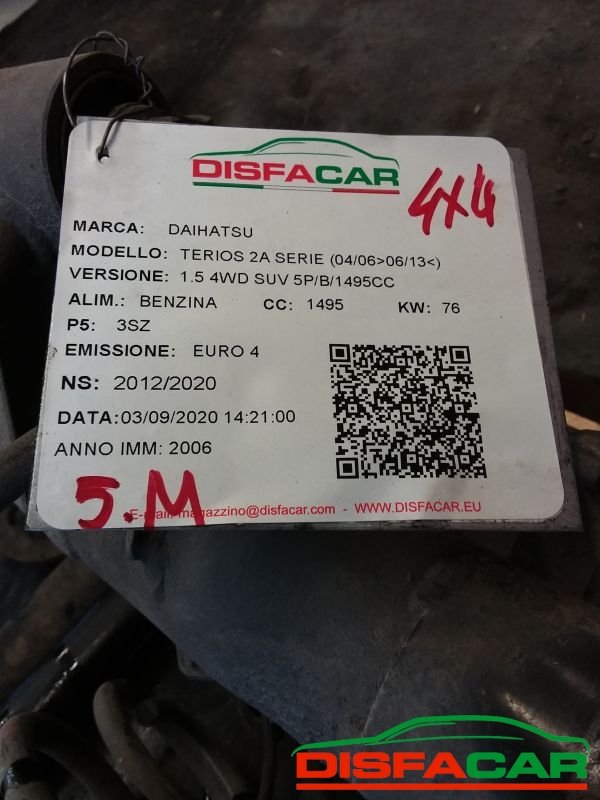 DISFACAR
4x4
MARCA: DAIHATSU
MODELLO: TERIOS 2A SERIE (04/06>06/13<)
VERSIONE: 1.5 4WD SUV 5P/B/1495CC
ALIM.: BENZINA CC: 1495 KW: 76
P5: 3SZ
EMISSIONE: EURO 4
NS: 2012/2020
DATA: 03/09/2020 14:21:00
ANNO IMM: 2006
5.M
E-mail: magazzino@disfacar.com - WWW.DISFACAR.EU
DISFACAR